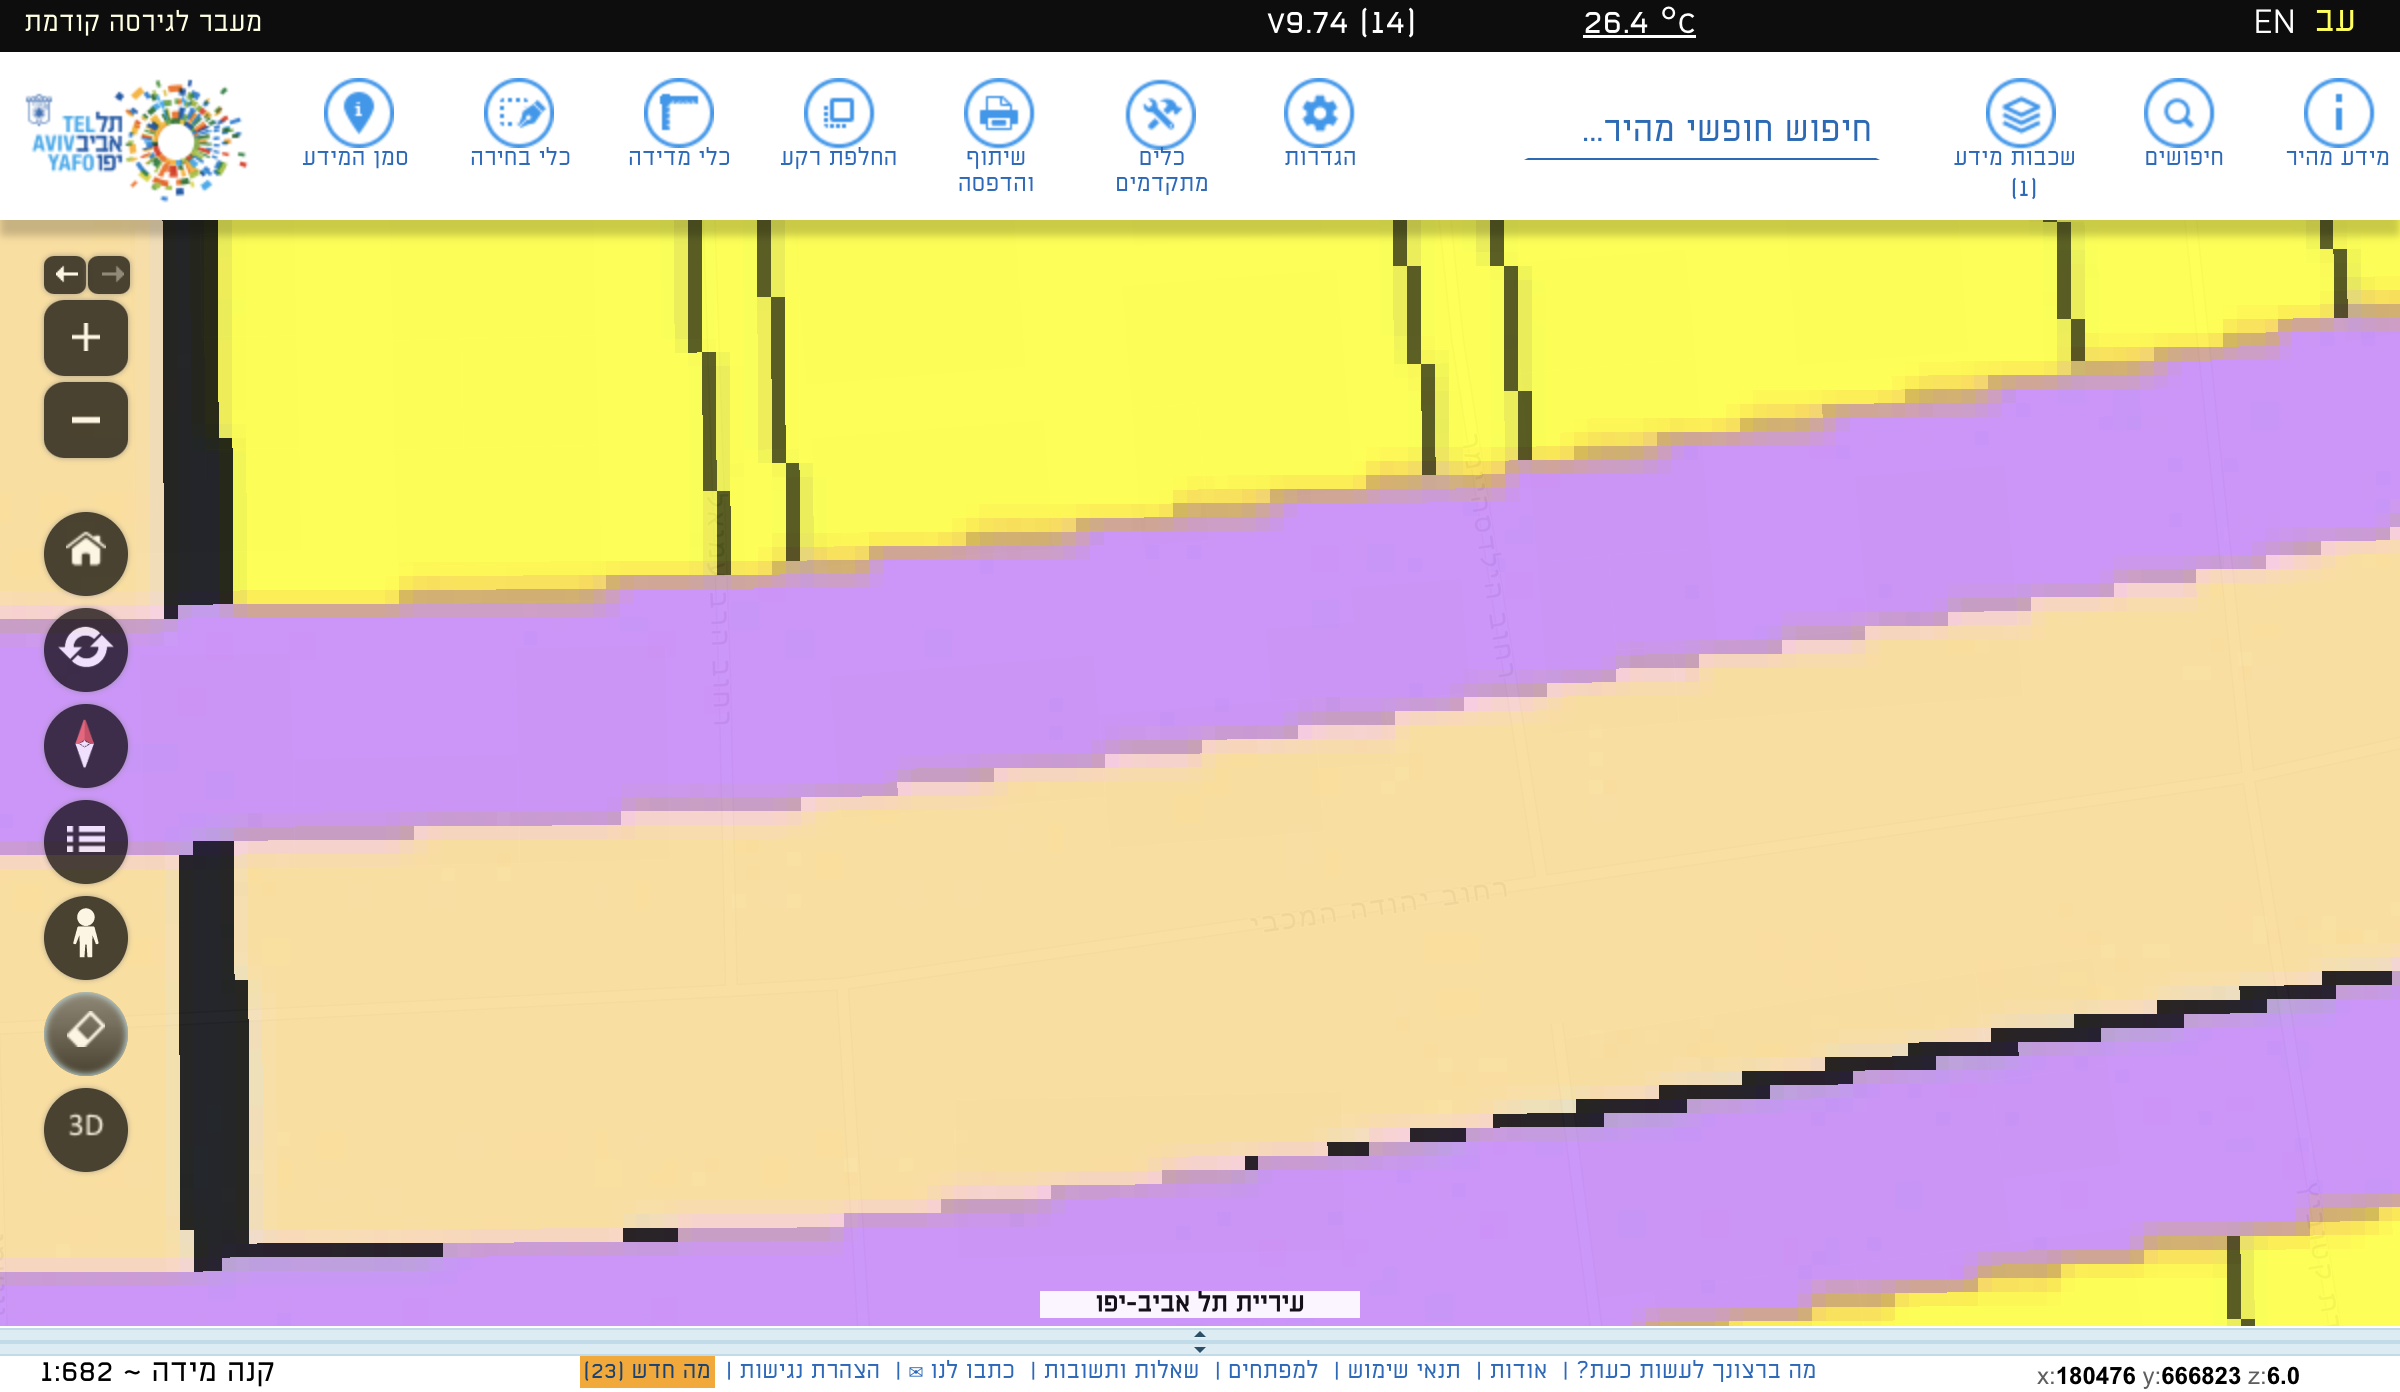 מעבר לגירסה קודמת
V9.74 (14)
26.4 °C
EN עב
תל אביב יפו
TEL AVIV YAFO
סמן המידע
כלי בחירה
כלי מדידה
החלפת רקע
שיתוף והדפסה
כלים מתקדמים
הגדרות
חיפוש חופשי מהיר...
שכבות מידע (1)
חיפושים
מידע מהיר
רחוב יהודה המכבי
3D
עיריית תל אביב-יפו
קנה מידה ~ 1:682
מה ברצונך לעשות כעת? | אודות | תנאי שימוש | למפתחים | שאלות ותשובות | כתבו לנו ✉ | הצהרת נגישות | מה חדש (23)
x:180476 y:666823 z:6.0